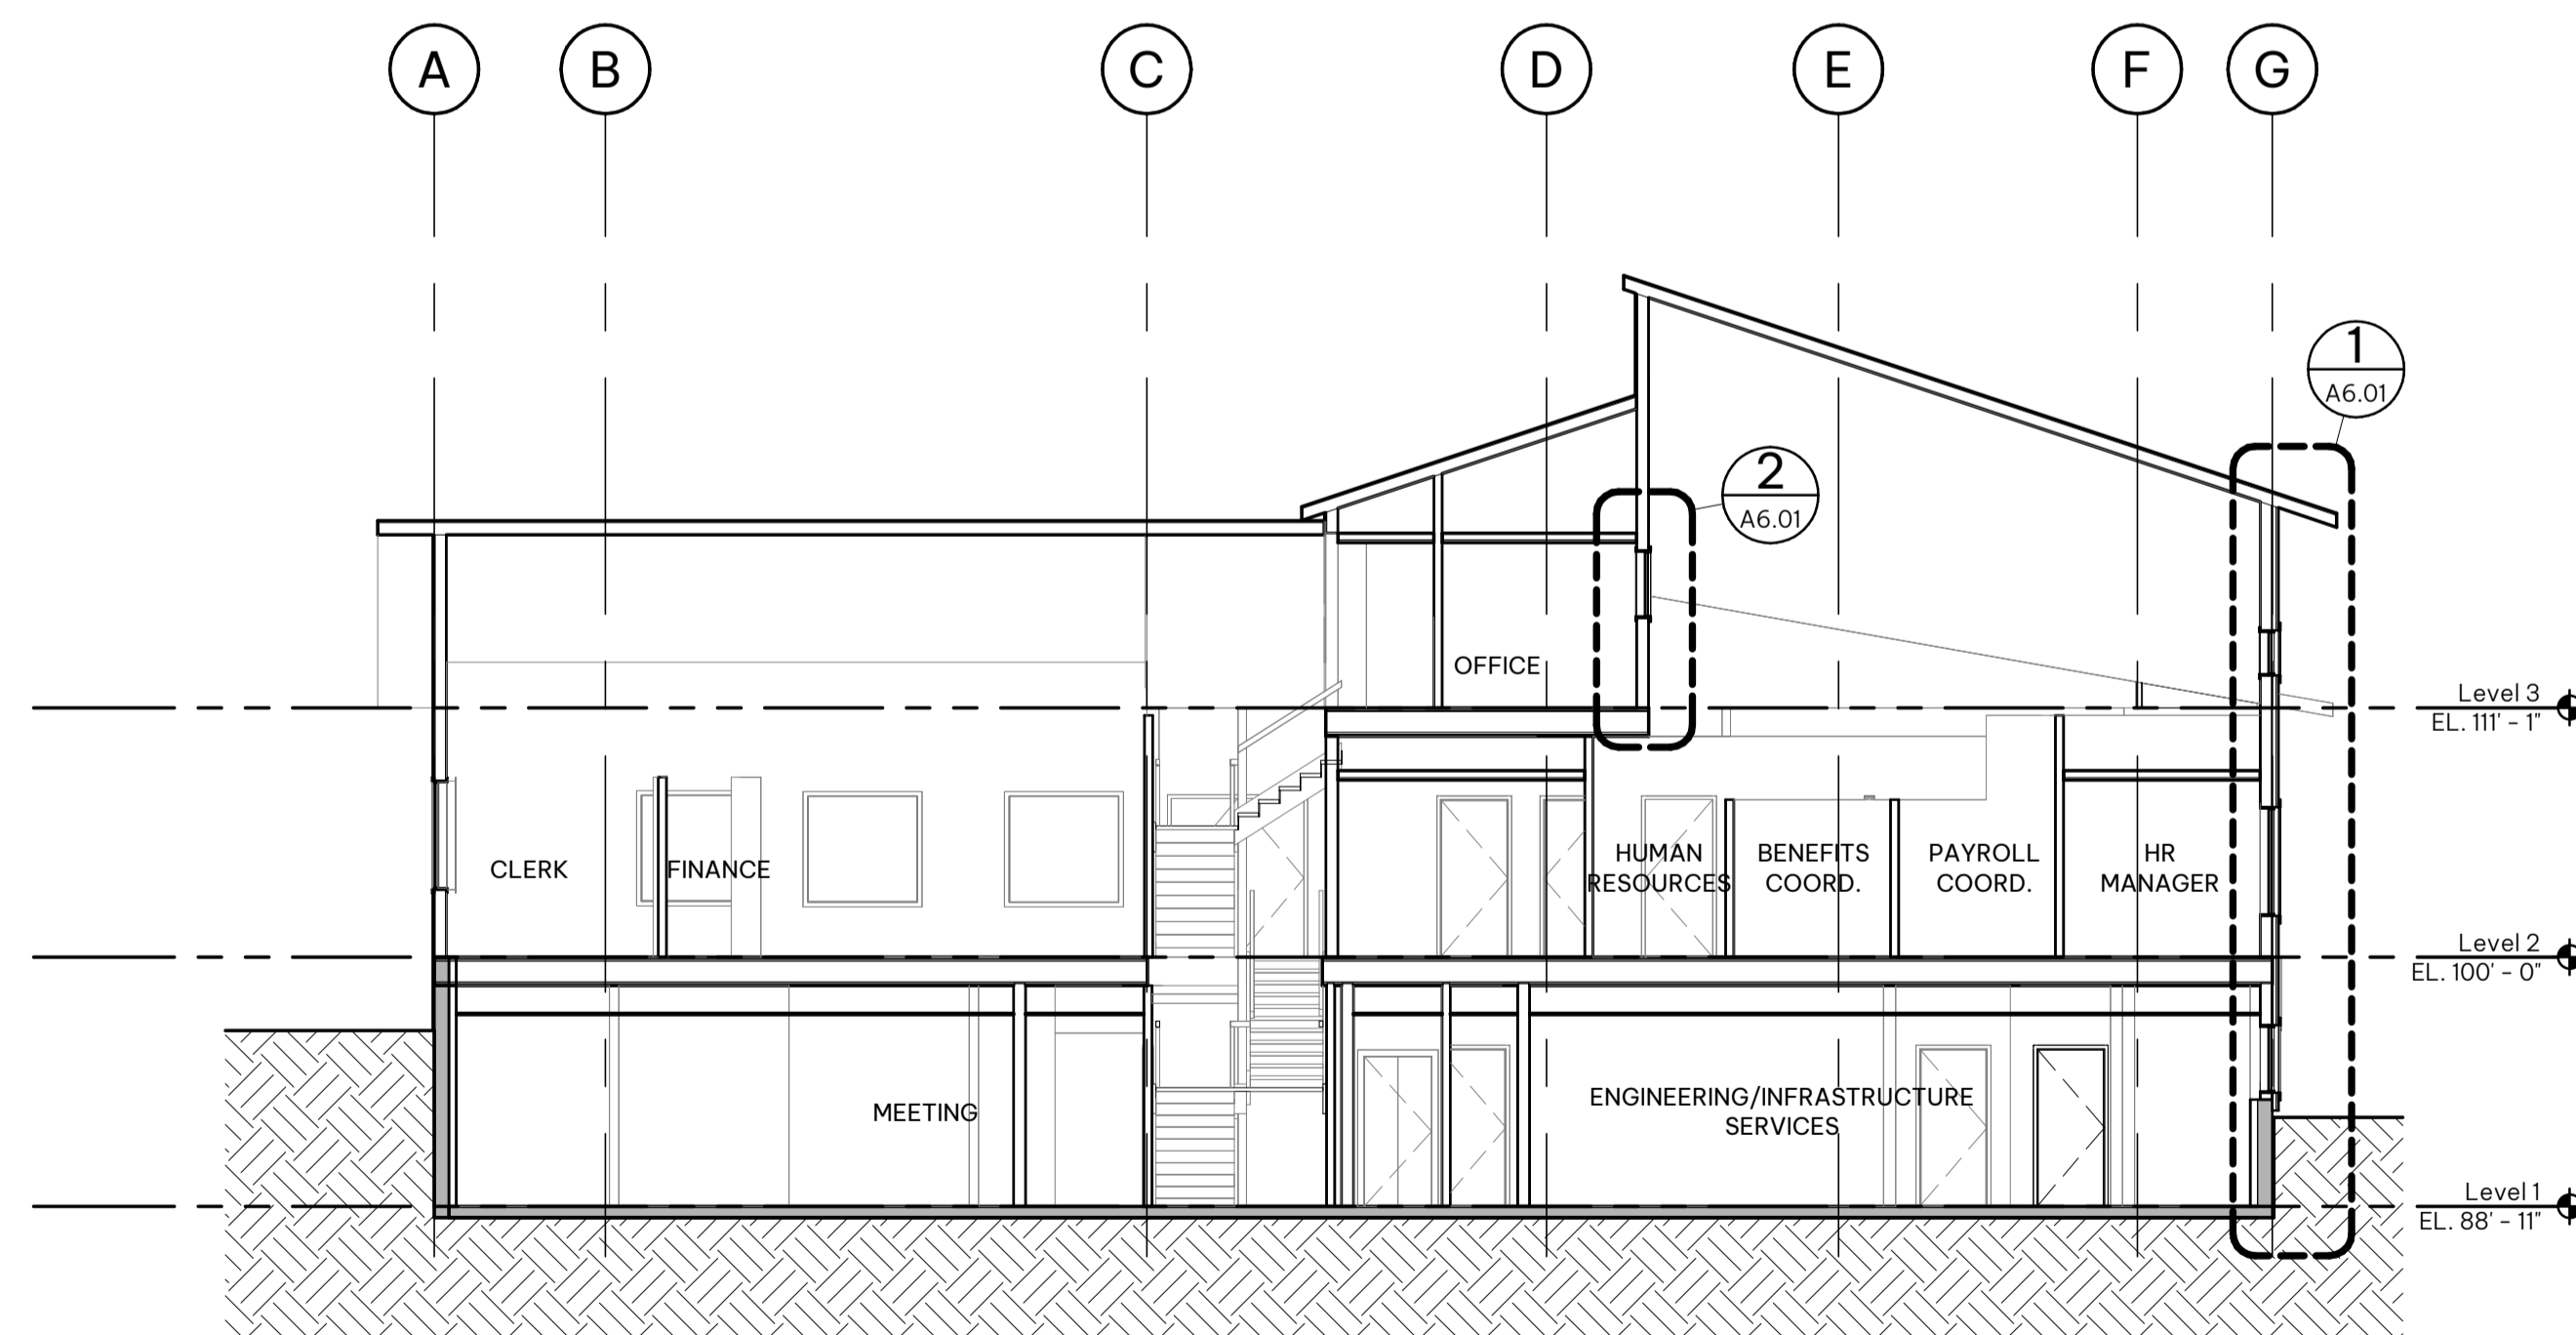 A B C D E F G
1
A6.01
2
A6.01
OFFICE
Level 3
EL. 111' - 1"
CLERK
FINANCE
HUMAN
RESOURCES
BENEFITS
COORD.
PAYROLL
COORD.
HR
MANAGER
Level 2
EL. 100' - 0"
MEETING
ENGINEERING/INFRASTRUCTURE
SERVICES
Level 1
EL. 88' - 11"